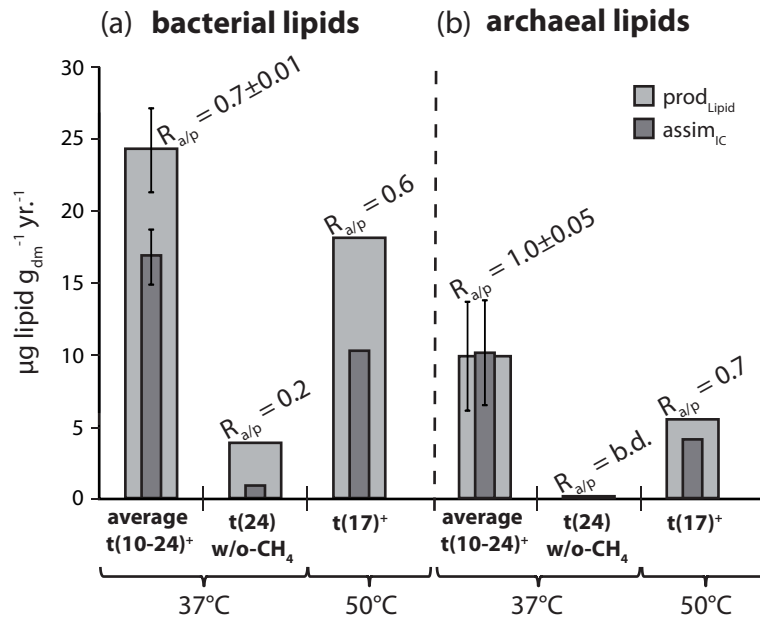 (a) bacterial lipids
(b) archaeal lipids
prod_Lipid
assim_IC
µg lipid g_dm^-1 yr.^-1
30
25
20
15
10
5
0
R_a/p = 0.7±0.01
R_a/p = 0.2
R_a/p = 0.6
R_a/p = 1.0±0.05
R_a/p = b.d.
R_a/p = 0.7
average
t(10-24)^+
t(24)
w/o-CH_4
t(17)^+
average
t(10-24)^+
t(24)
w/o-CH_4
t(17)^+
37°C
50°C
37°C
50°C